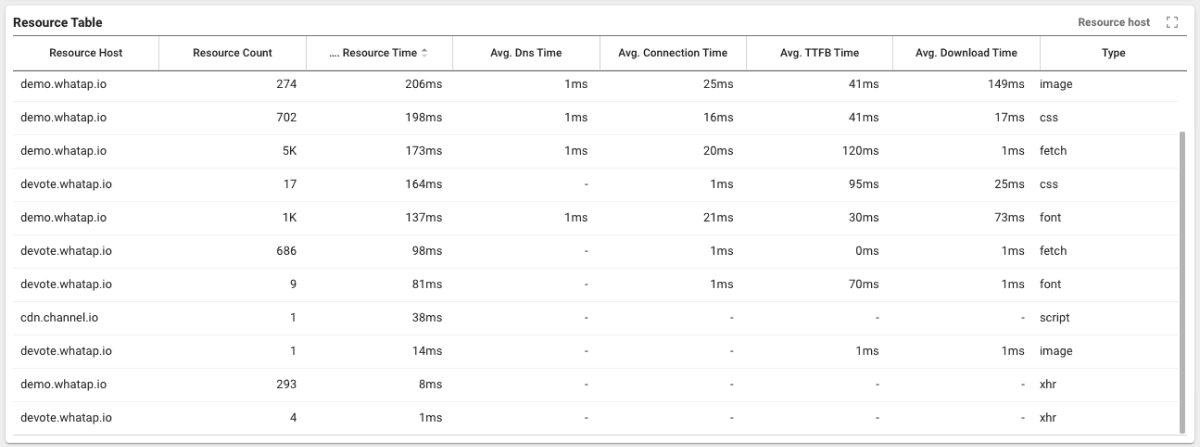 Resource Table Resource host
Resource Host Resource Count .... Resource Time Avg. Dns Time Avg. Connection Time Avg. TTFB Time Avg. Download Time Type
demo.whatap.io 274 206ms 1ms 25ms 41ms 149ms image
demo.whatap.io 702 198ms 1ms 16ms 41ms 17ms css
demo.whatap.io 5K 173ms 1ms 20ms 120ms 1ms fetch
devote.whatap.io 17 164ms - 1ms 95ms 25ms css
demo.whatap.io 1K 137ms 1ms 21ms 30ms 73ms font
devote.whatap.io 686 98ms - 1ms 0ms 1ms fetch
devote.whatap.io 9 81ms - 1ms 70ms 1ms font
cdn.channel.io 1 38ms - - - - script
devote.whatap.io 1 14ms - - 1ms 1ms image
demo.whatap.io 293 8ms - - - - xhr
devote.whatap.io 4 1ms - - - - xhr